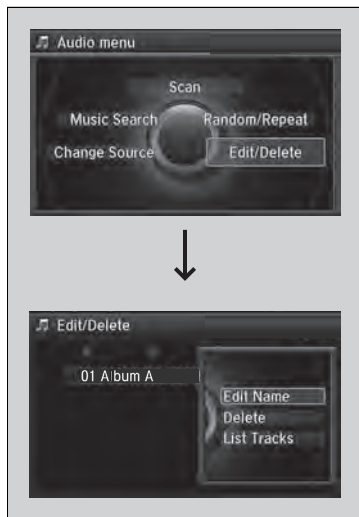 Audio menu
Scan
Music Search
Random/Repeat
Change Source
Edit/Delete
Edit/Delete
01 Album A
Edit Name
Delete
List Tracks